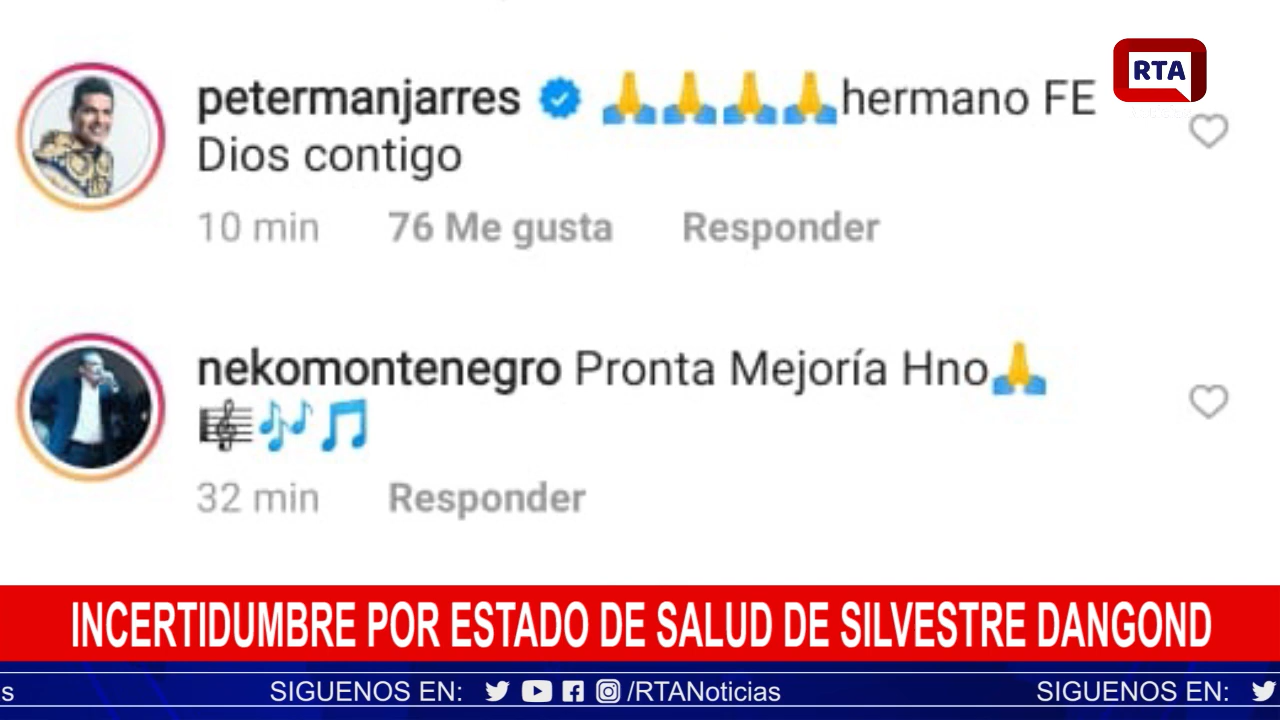 RTA
petermanjarres 🙏🙏🙏🙏hermano FE
Dios contigo
10 min 76 Me gusta Responder
nekomontenegro Pronta Mejoría Hno🙏
🎼🎶🎵
32 min Responder
INCERTIDUMBRE POR ESTADO DE SALUD DE SILVESTRE DANGOND
s SIGUENOS EN: /RTANoticias SIGUENOS EN: